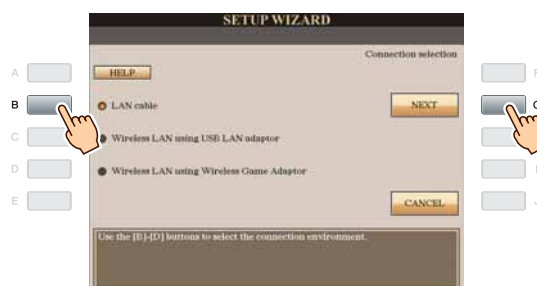 SETUP WIZARD
Connection selection
HELP
A
B
LAN cable
NEXT
C
Wireless LAN using USB LAN adaptor
D
Wireless LAN using Wireless Game Adaptor
E
CANCEL
Use the [B]-[D] buttons to select the connection environment.